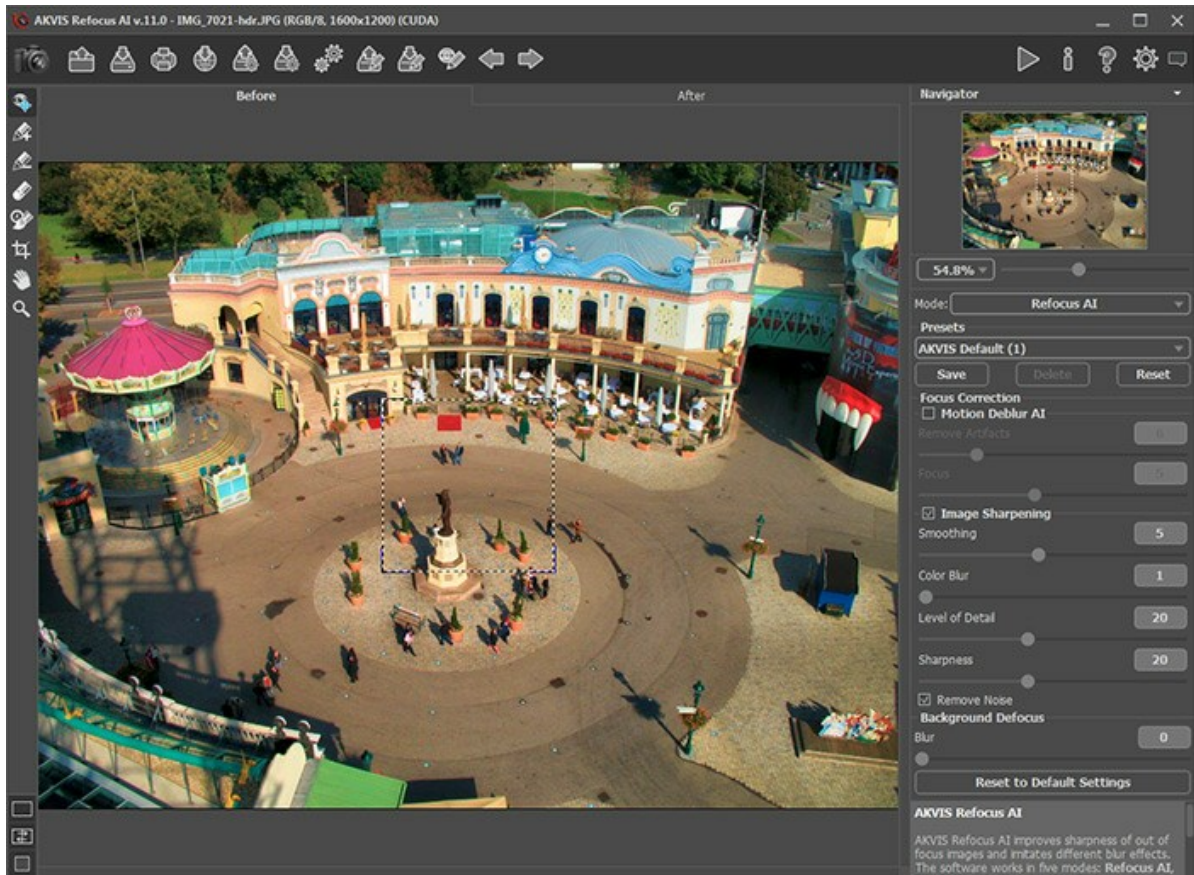 AKVIS Refocus AI v.11.0 - IMG_7021-hdr.JPG (RGB/8, 1600x1200) (CUDA)
Before
After
Navigator
54.8%
Mode: Refocus AI
Presets
AKVIS Default (1)
Save Delete Reset
Focus Correction
Motion Deblur AI
Remove Artifacts 6
Focus 5
Image Sharpening
Smoothing 5
Color Blur 1
Level of Detail 20
Sharpness 20
Remove Noise
Background Defocus
Blur 0
Reset to Default Settings
AKVIS Refocus AI
AKVIS Refocus AI improves sharpness of out of
focus images and imitates different blur effects.
The software works in five modes: Refocus AI,